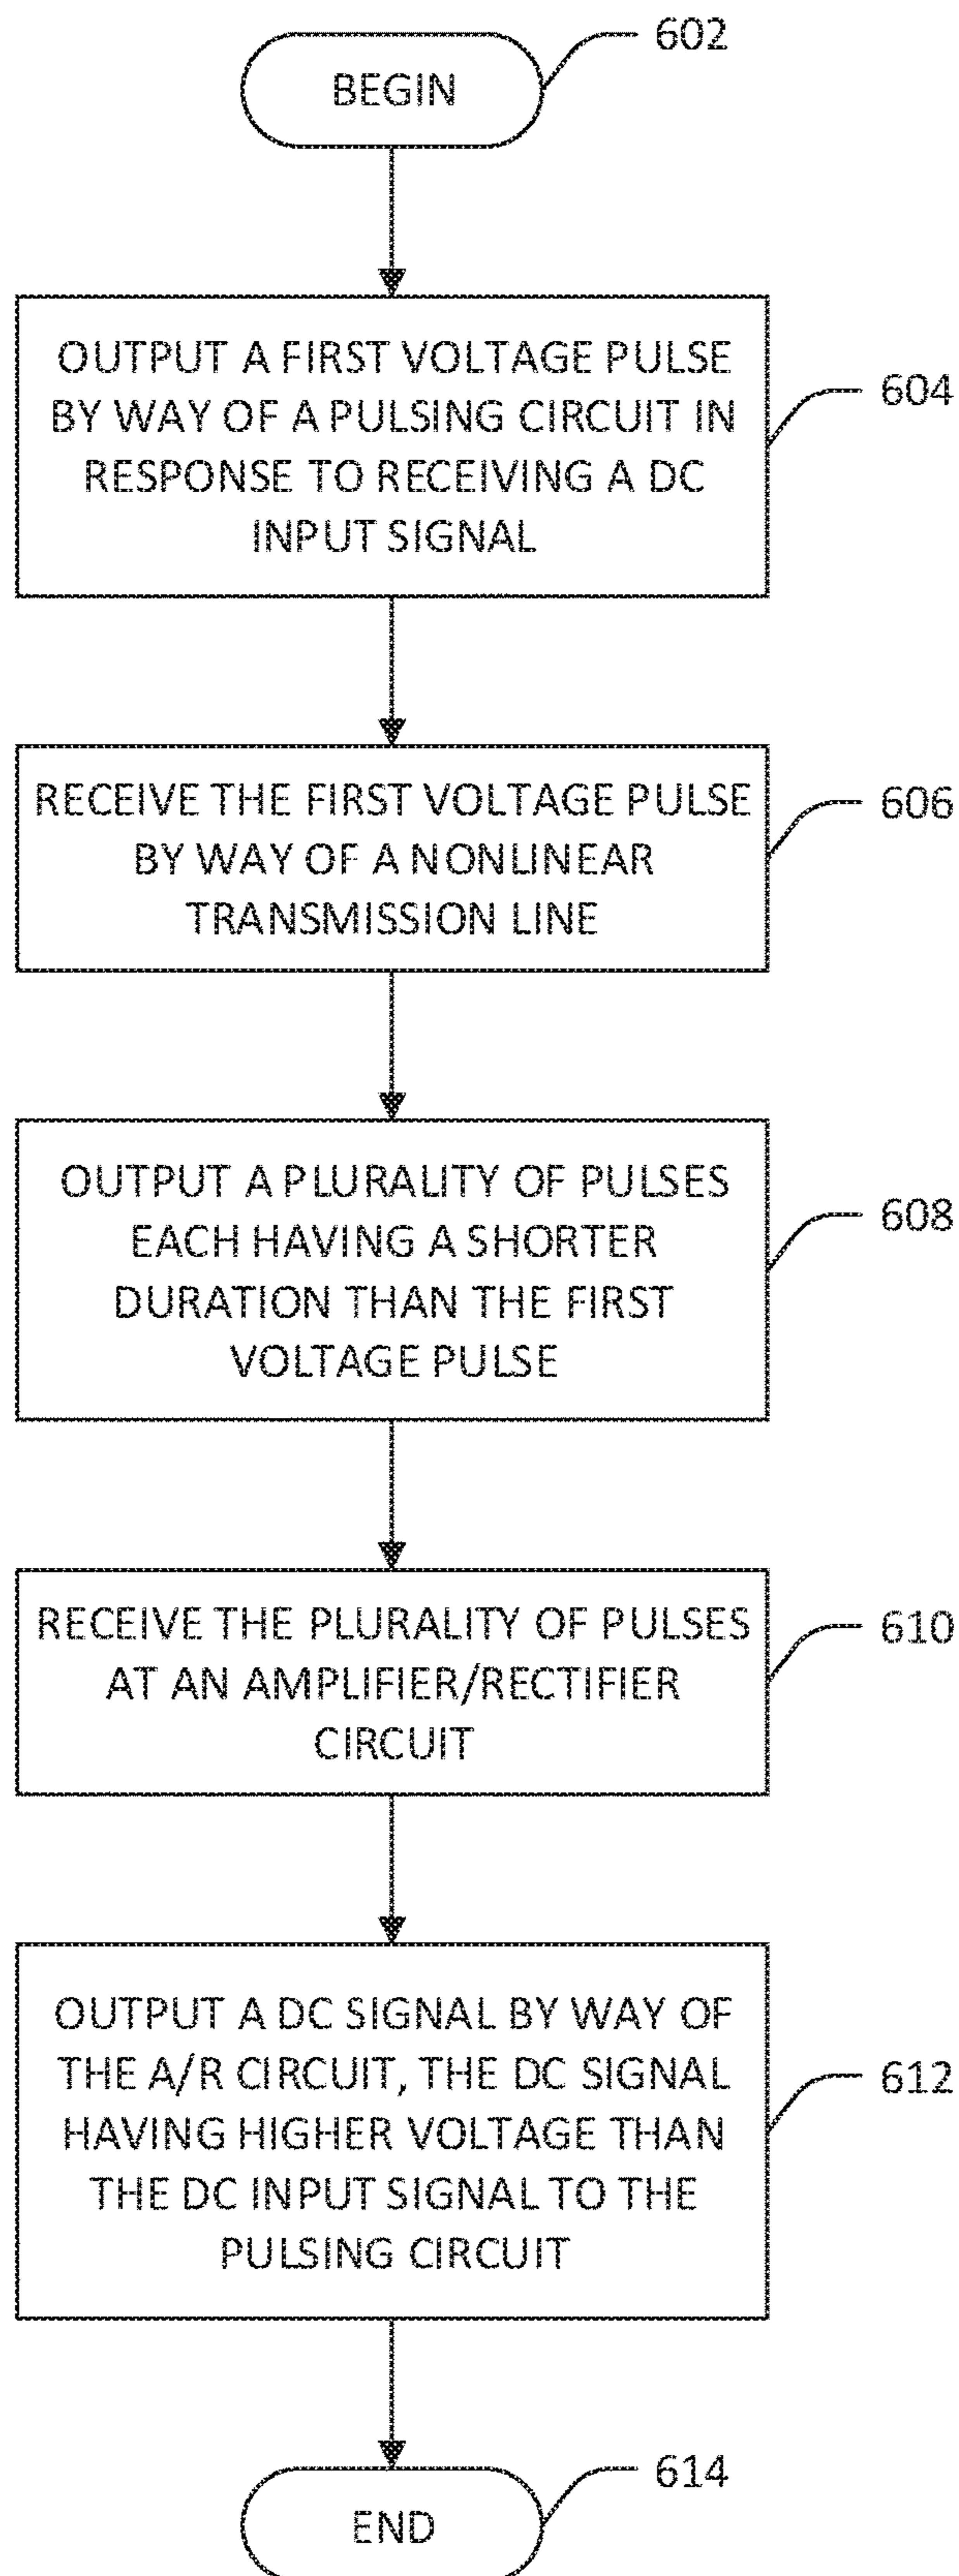 602
BEGIN
OUTPUT A FIRST VOLTAGE PULSE
BY WAY OF A PULSING CIRCUIT IN
RESPONSE TO RECEIVING A DC
INPUT SIGNAL
604
RECEIVE THE FIRST VOLTAGE PULSE
BY WAY OF A NONLINEAR
TRANSMISSION LINE
606
OUTPUT A PLURALITY OF PULSES
EACH HAVING A SHORTER
DURATION THAN THE FIRST
VOLTAGE PULSE
608
RECEIVE THE PLURALITY OF PULSES
AT AN AMPLIFIER/RECTIFIER
CIRCUIT
610
OUTPUT A DC SIGNAL BY WAY OF
THE A/R CIRCUIT, THE DC SIGNAL
HAVING HIGHER VOLTAGE THAN
THE DC INPUT SIGNAL TO THE
PULSING CIRCUIT
612
614
END